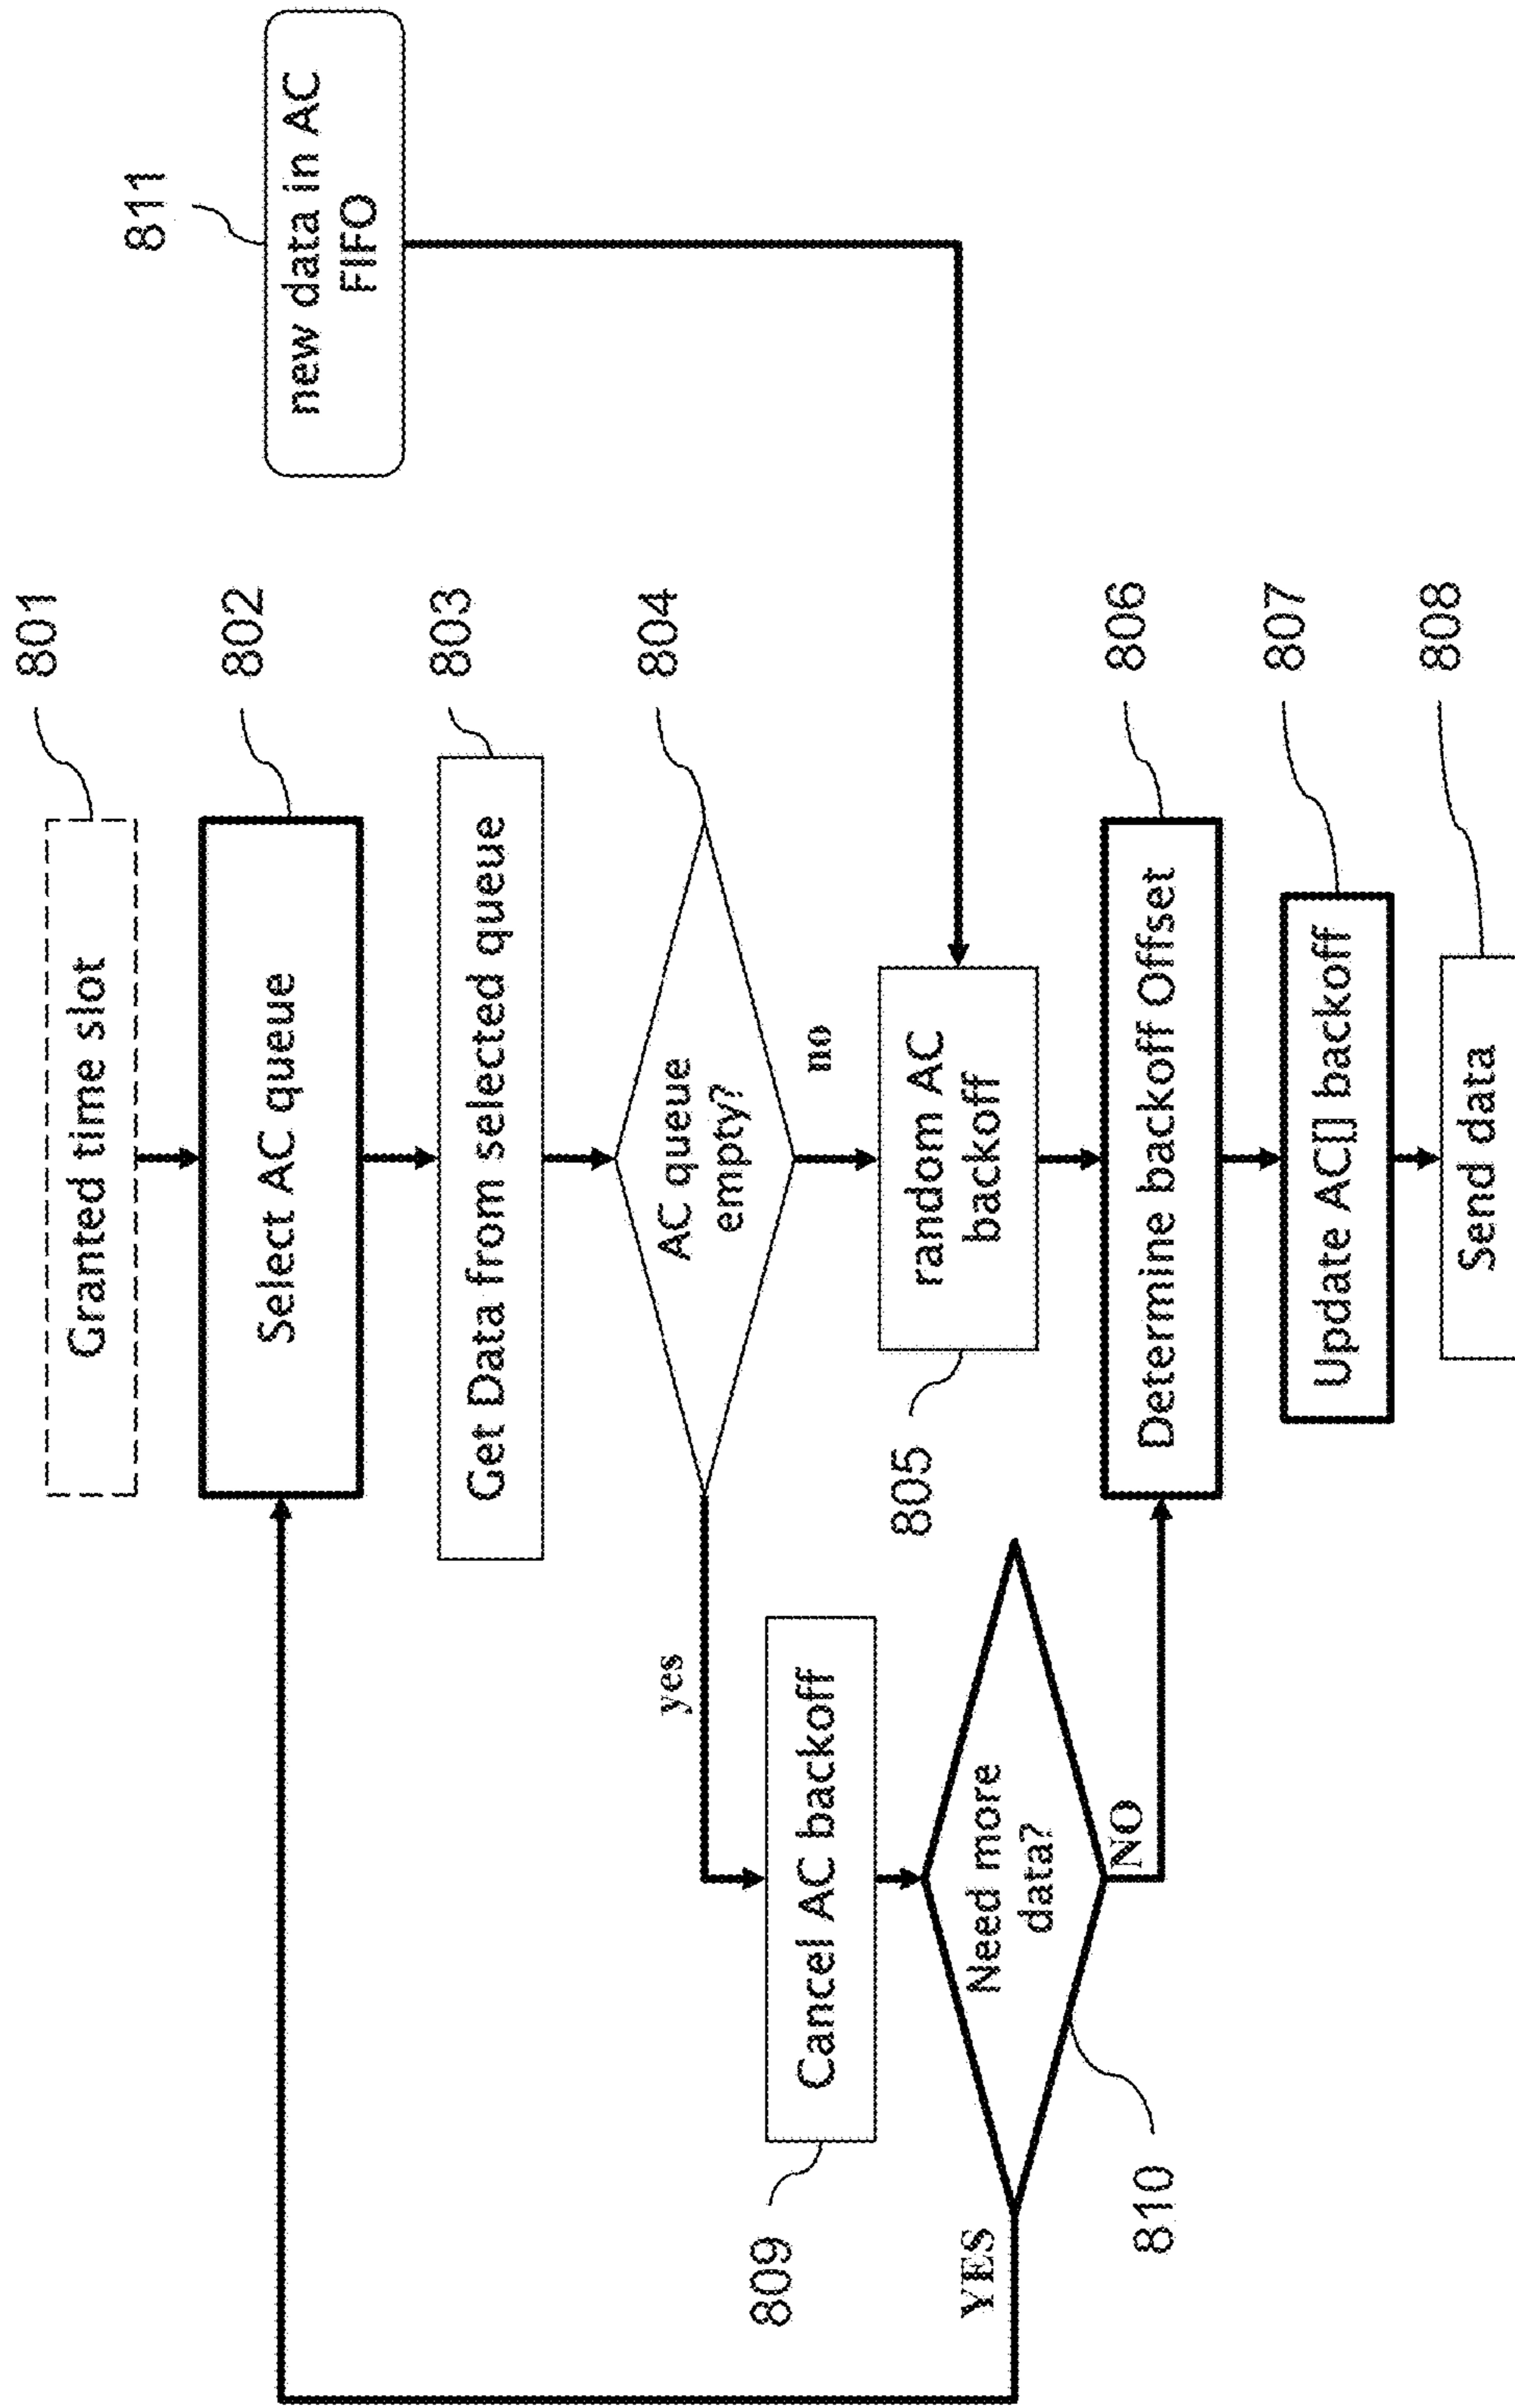 801
Granted time slot
811
new data in AC
FIFO
802
Select AC queue
803
Get Data from selected queue
804
AC queue
empty?
yes
no
809
Cancel AC backoff
805
random AC
backoff
YES
Need more
data?
NO
810
806
Determine backoff Offset
807
Update AC[] backoff
808
Send data